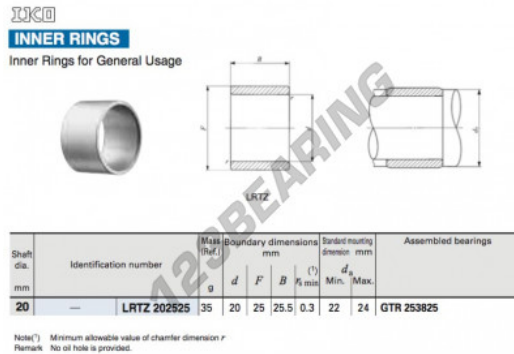 IKO
INNER RINGS
Inner Rings for General Usage
B
F
r
r
d
dₐ
LRTZ
123BEARING
Shaft dia. mm
Identification number
Mass (Ref.) g
Boundary dimensions mm
d F B (¹) rₛ min
Standard mounting dimension mm
dₐ
Min. Max.
Assembled bearings
20 — LRTZ 202525 35 20 25 25.5 0.3 22 24 GTR 253825
Note(¹) Minimum allowable value of chamfer dimension r
Remark No oil hole is provided.